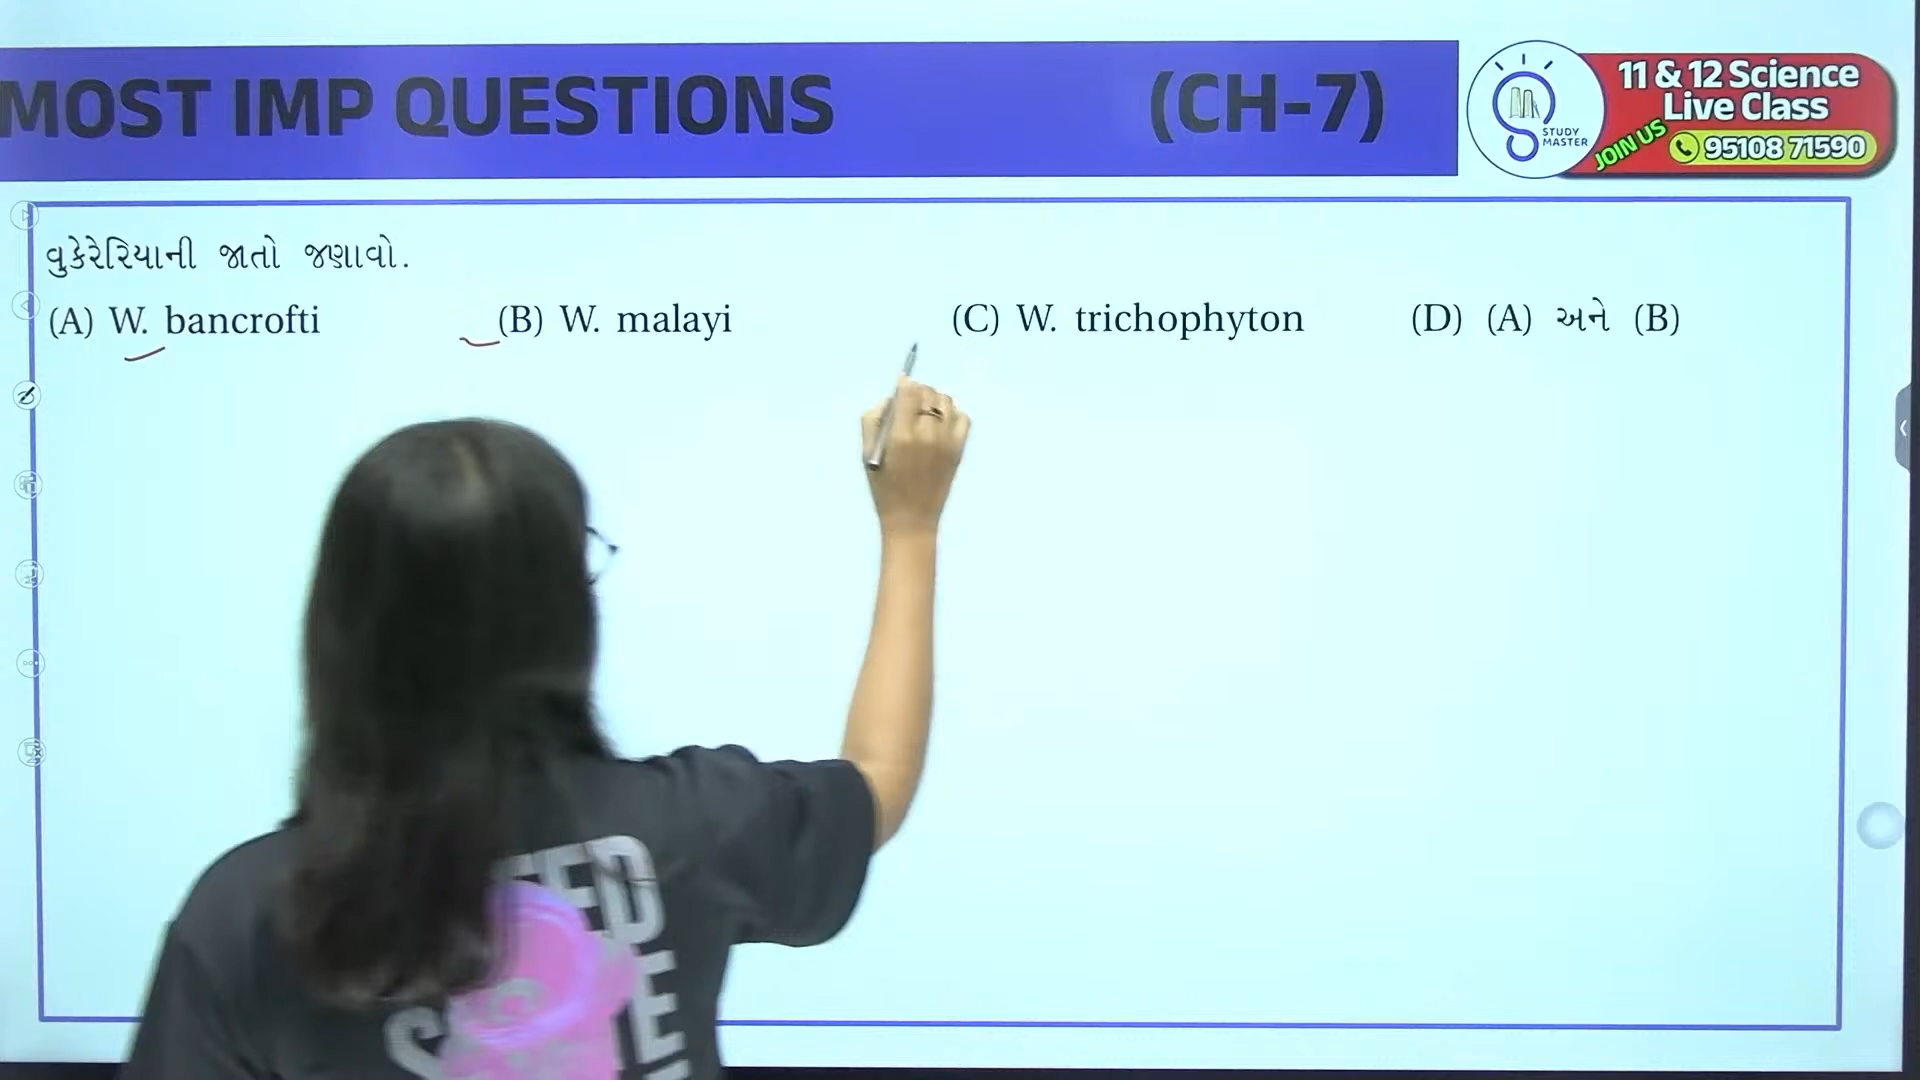 MOST IMP QUESTIONS (CH-7)
STUDY
MASTER
11 & 12 Science
Live Class
JOIN US
95108 71590
વુકેરેરિયાની જાતો જણાવો.
(A) W. bancrofti (B) W. malayi (C) W. trichophyton (D) (A) અને (B)